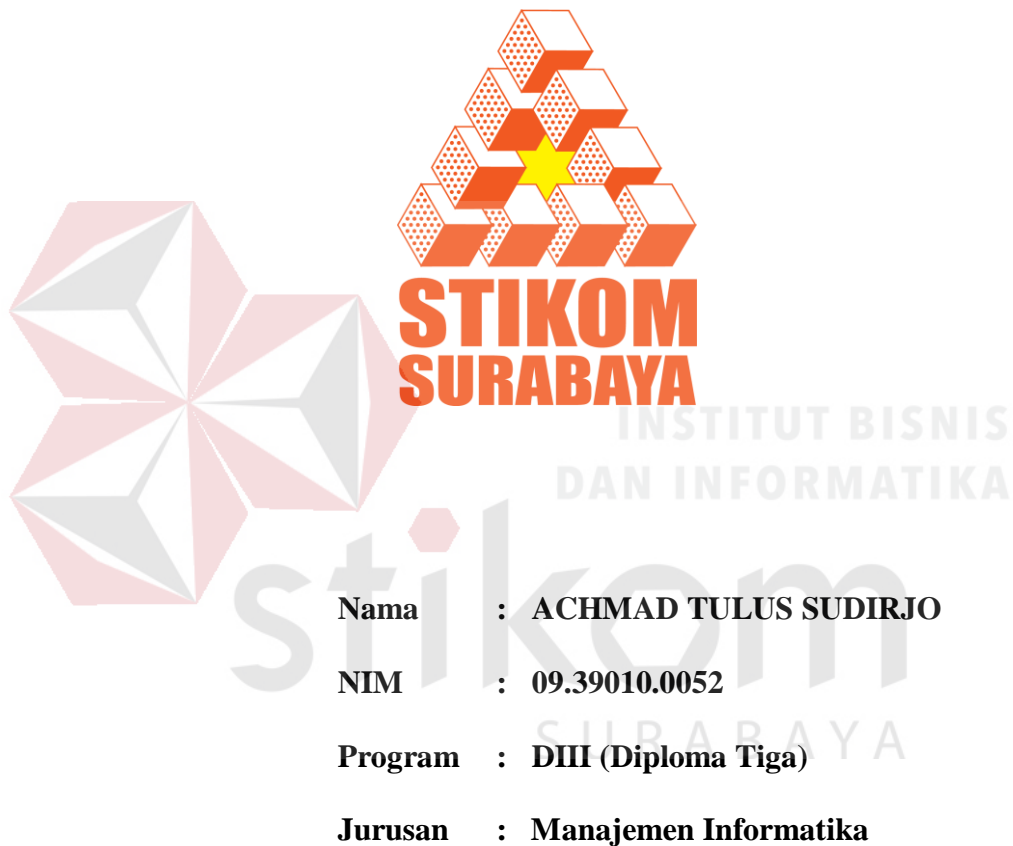 STIKOM
SURABAYA
INSTITUT BISNIS
DAN INFORMATIKA
stikom
SURABAYA
Nama : ACHMAD TULUS SUDIRJO
NIM : 09.39010.0052
Program : DIII (Diploma Tiga)
Jurusan : Manajemen Informatika